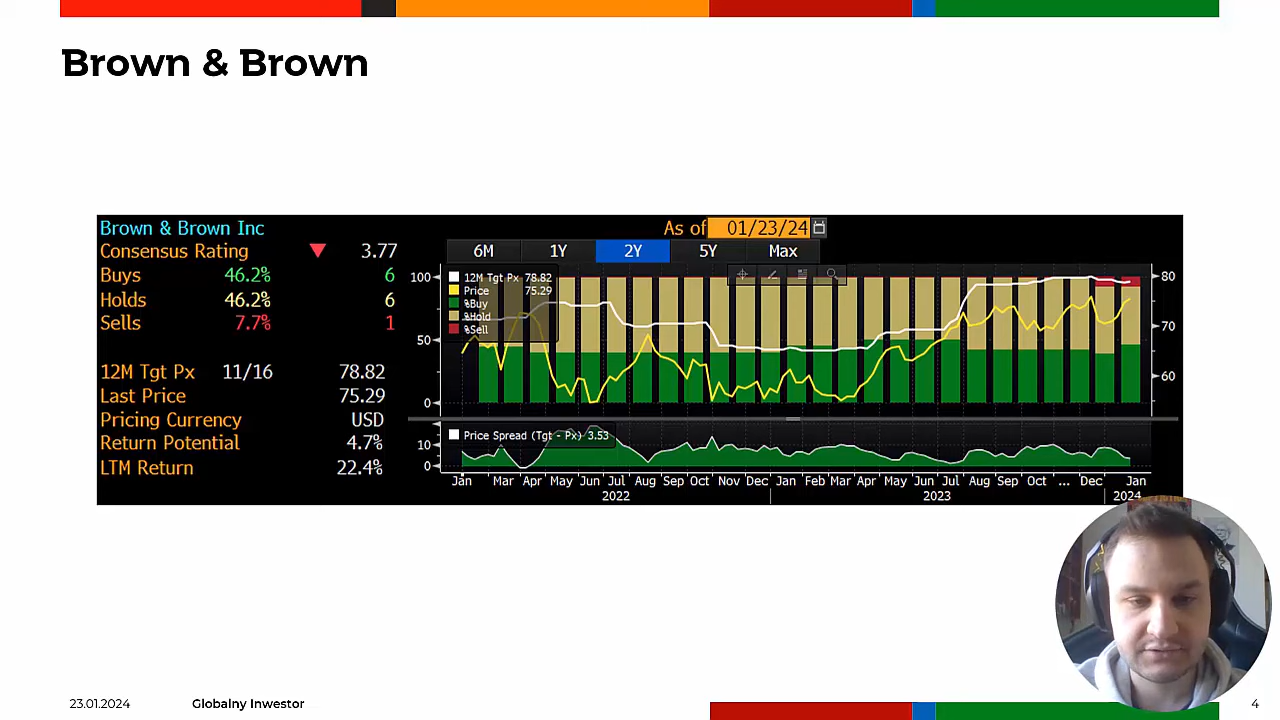 Brown & Brown
Brown & Brown Inc
As of 01/23/24
Consensus Rating 3.77
6M 1Y 2Y 5Y Max
Buys 46.2% 6
Holds 46.2% 6
Sells 7.7% 1
12M Tgt Px 11/16 78.82
Last Price 75.29
Pricing Currency USD
Return Potential 4.7%
LTM Return 22.4%
100
50
0
12M Tgt Px 78.82
Price 75.29
%Buy
%Hold
%Sell
80
70
60
Price Spread (Tgt - Px) 3.53
10
0
Jan Mar Apr May Jun Jul Aug Sep Oct Nov Dec Jan Feb Mar Apr May Jun Jul Aug Sep Oct ... Dec Jan
2022 2023 2024
23.01.2024 Globalny Inwestor 4